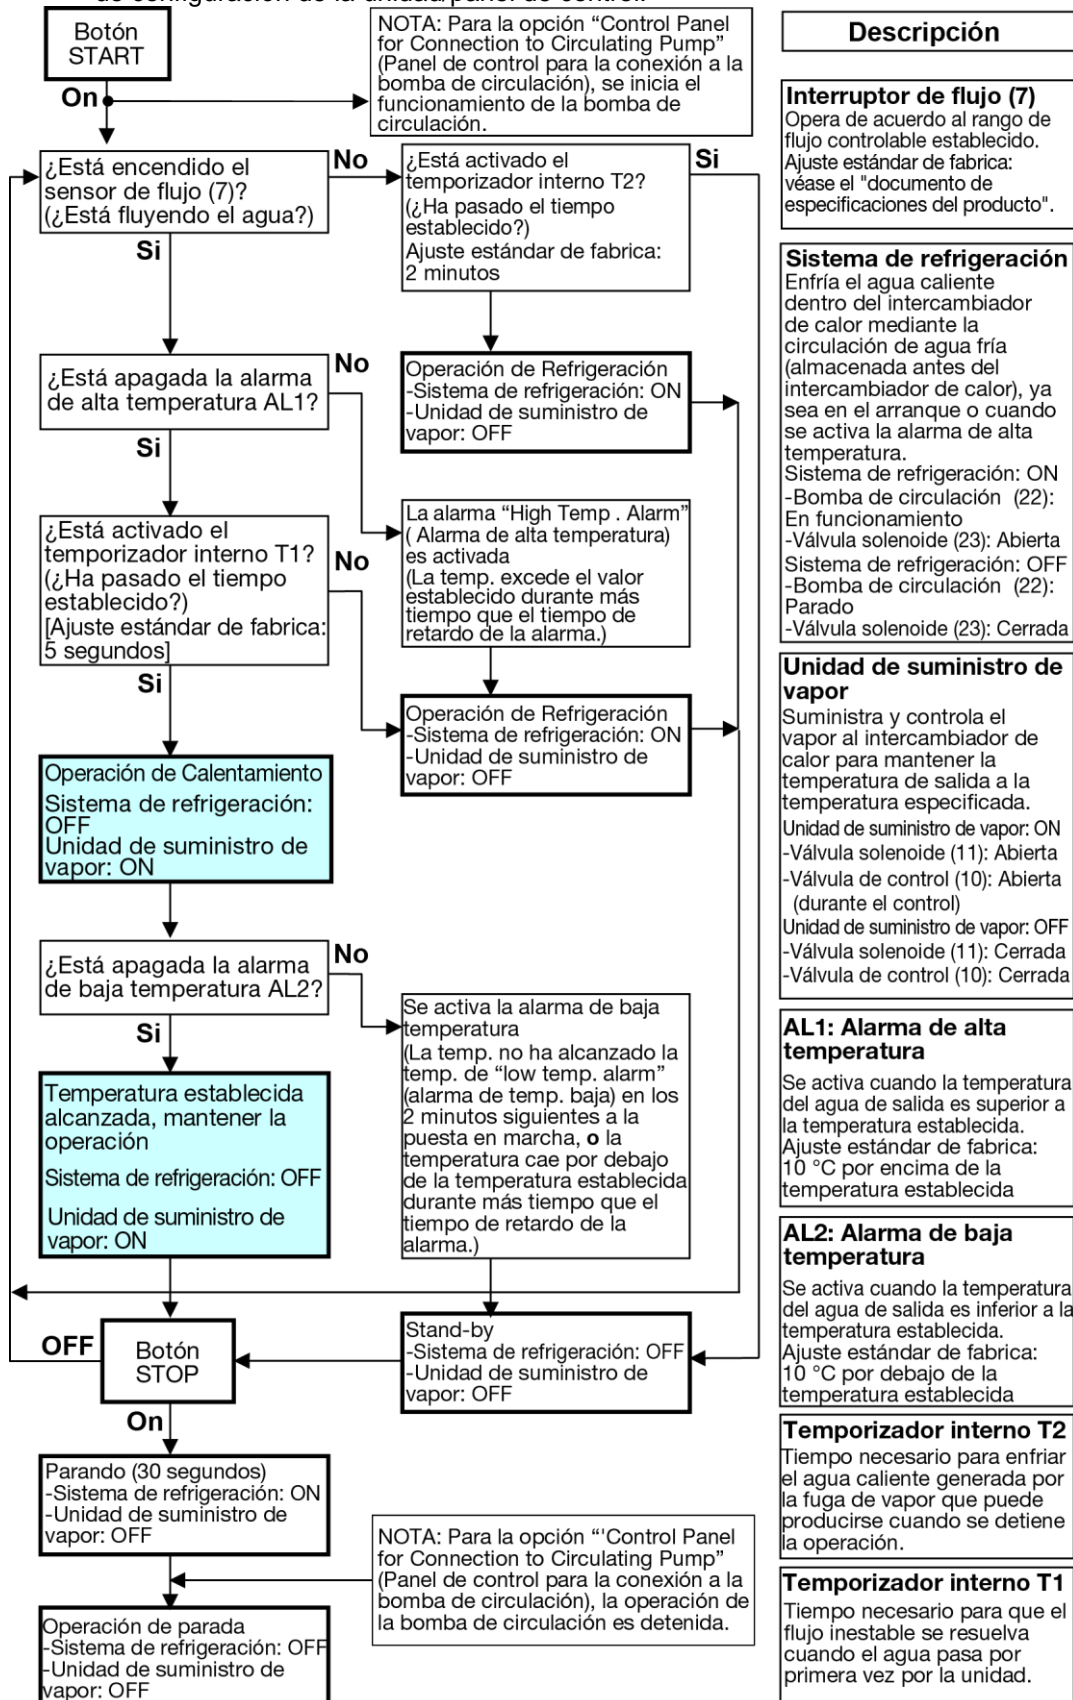 de configuración de la unidad/panel de control.
Botón
START
On
NOTA: Para la opción “Control Panel
for Connection to Circulating Pump”
(Panel de control para la conexión a la
bomba de circulación), se inicia el
funcionamiento de la bomba de
circulación.
¿Está encendido el
sensor de flujo (7)?
(¿Está fluyendo el agua?)
No
Si
¿Está activado el
temporizador interno T2?
(¿Ha pasado el tiempo
establecido?)
Ajuste estándar de fabrica:
2 minutos
Si
Operación de Refrigeración
-Sistema de refrigeración: ON
-Unidad de suministro de
vapor: OFF
¿Está apagada la alarma
de alta temperatura AL1?
No
Si
La alarma “High Temp . Alarm”
( Alarma de alta temperatura)
es activada
(La temp. excede el valor
establecido durante más
tiempo que el tiempo de
retardo de la alarma.)
¿Está activado el
temporizador interno T1?
(¿Ha pasado el tiempo
establecido?)
[Ajuste estándar de fabrica:
5 segundos]
No
Si
Operación de Refrigeración
-Sistema de refrigeración: ON
-Unidad de suministro de
vapor: OFF
Operación de Calentamiento
Sistema de refrigeración:
OFF
Unidad de suministro de
vapor: ON
¿Está apagada la alarma
de baja temperatura AL2?
No
Si
Se activa la alarma de baja
temperatura
(La temp. no ha alcanzado la
temp. de “low temp. alarm”
(alarma de temp. baja) en los
2 minutos siguientes a la
puesta en marcha, o la
temperatura cae por debajo
de la temperatura establecida
durante más tiempo que el
tiempo de retardo de la
alarma.)
Temperatura establecida
alcanzada, mantener la
operación
Sistema de refrigeración: OFF
Unidad de suministro de
vapor: ON
Stand-by
-Sistema de refrigeración: OFF
-Unidad de suministro de
vapor: OFF
OFF
Botón
STOP
On
Parando (30 segundos)
-Sistema de refrigeración: ON
-Unidad de suministro de
vapor: OFF
NOTA: Para la opción “'Control Panel
for Connection to Circulating Pump”
(Panel de control para la conexión a la
bomba de circulación), la operación de
la bomba de circulación es detenida.
Operación de parada
-Sistema de refrigeración: OFF
-Unidad de suministro de
vapor: OFF
Descripción
Interruptor de flujo (7)
Opera de acuerdo al rango de
flujo controlable establecido.
Ajuste estándar de fabrica:
véase el "documento de
especificaciones del producto".
Sistema de refrigeración
Enfría el agua caliente
dentro del intercambiador
de calor mediante la
circulación de agua fría
(almacenada antes del
intercambiador de calor), ya
sea en el arranque o cuando
se activa la alarma de alta
temperatura.
Sistema de refrigeración: ON
-Bomba de circulación (22):
En funcionamiento
-Válvula solenoide (23): Abierta
Sistema de refrigeración: OFF
-Bomba de circulación (22):
Parado
-Válvula solenoide (23): Cerrada
Unidad de suministro de
vapor
Suministra y controla el
vapor al intercambiador de
calor para mantener la
temperatura de salida a la
temperatura especificada.
Unidad de suministro de vapor: ON
-Válvula solenoide (11): Abierta
-Válvula de control (10): Abierta
(durante el control)
Unidad de suministro de vapor: OFF
-Válvula solenoide (11): Cerrada
-Válvula de control (10): Cerrada
AL1: Alarma de alta
temperatura
Se activa cuando la temperatura
del agua de salida es superior a
la temperatura establecida.
Ajuste estándar de fabrica:
10 °C por encima de la
temperatura establecida
AL2: Alarma de baja
temperatura
Se activa cuando la temperatura
del agua de salida es inferior a la
temperatura establecida.
Ajuste estándar de fabrica:
10 °C por debajo de la
temperatura establecida
Temporizador interno T2
Tiempo necesario para enfriar
el agua caliente generada por
la fuga de vapor que puede
producirse cuando se detiene
la operación.
Temporizador interno T1
Tiempo necesario para que el
flujo inestable se resuelva
cuando el agua pasa por
primera vez por la unidad.